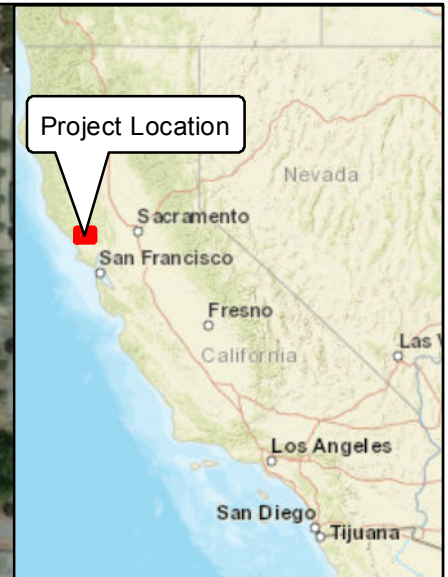 Project Location
Nevada
Sacramento
San Francisco
Fresno
California
Las V
Los Angeles
San Diego
Tijuana